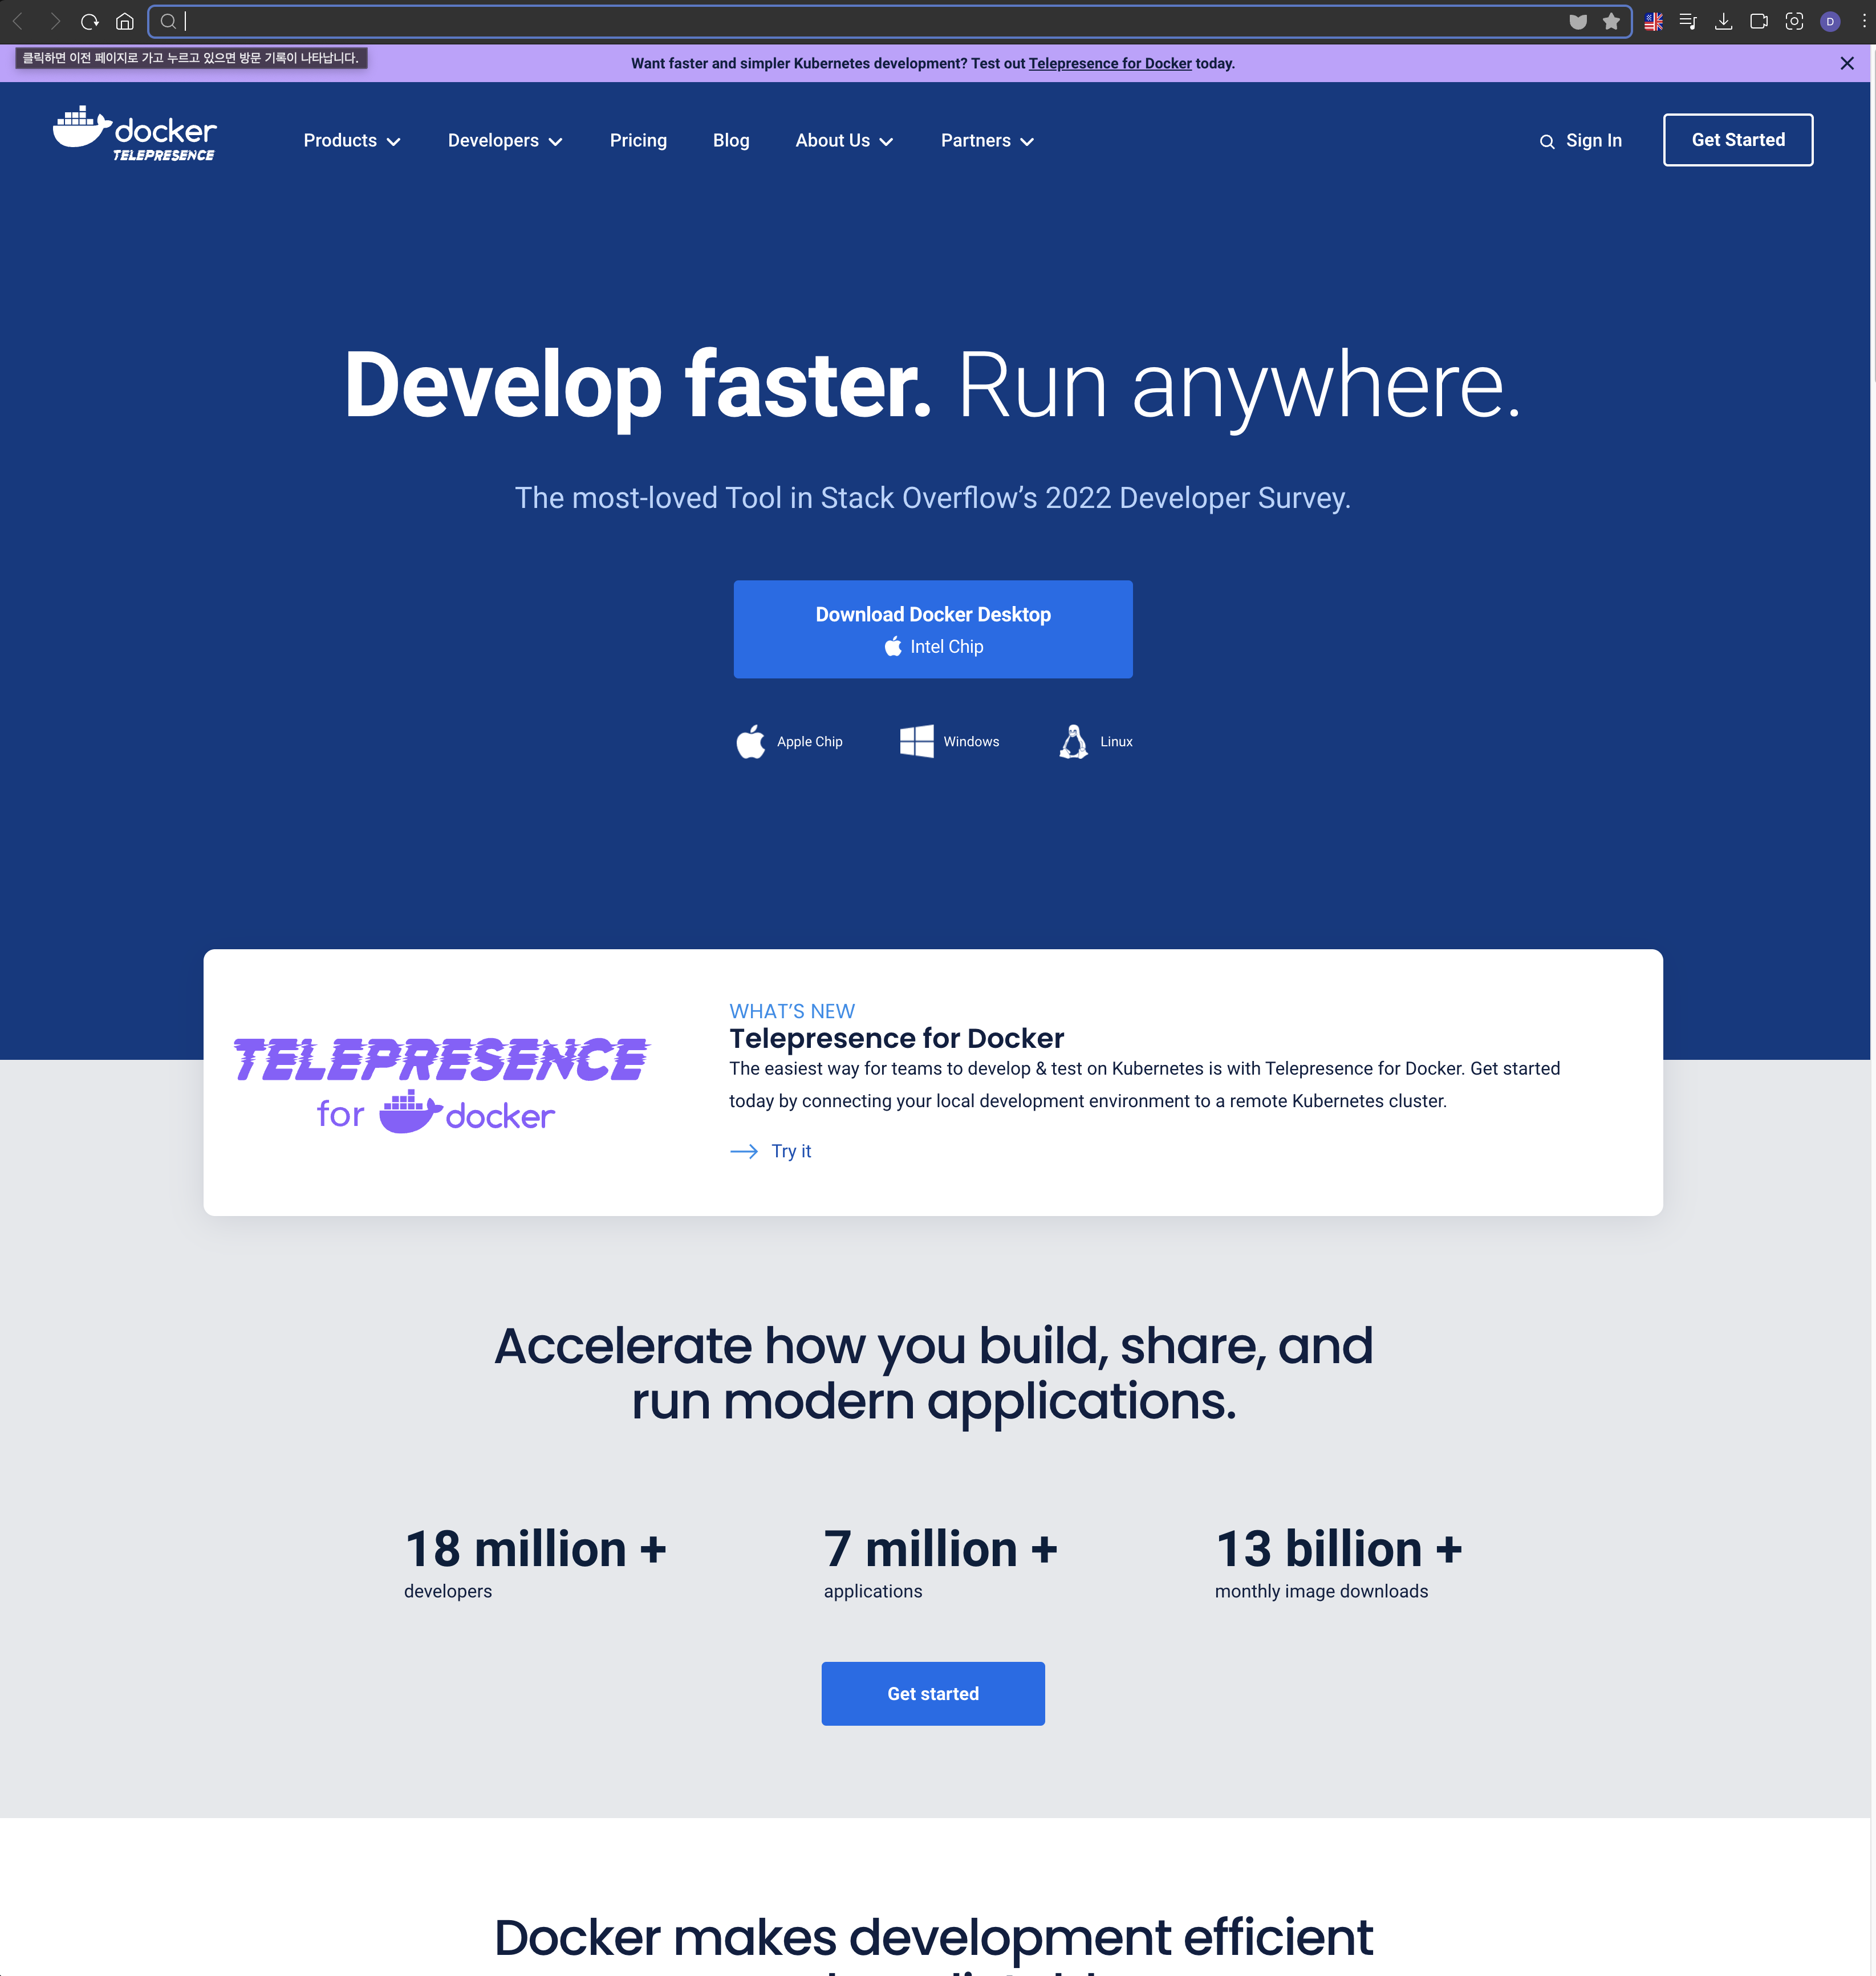 클릭하면 이전 페이지로 가고 누르고 있으면 방문 기록이 나타납니다.
Want faster and simpler Kubernetes development? Test out Telepresence for Docker today.
docker
TELEPRESENCE
Products
Developers
Pricing
Blog
About Us
Partners
Sign In
Get Started
D
Develop faster. Run anywhere.
The most-loved Tool in Stack Overflow’s 2022 Developer Survey.
Download Docker Desktop
Intel Chip
Apple Chip
Windows
Linux
TELEPRESENCE
for docker
WHAT’S NEW
Telepresence for Docker
The easiest way for teams to develop & test on Kubernetes is with Telepresence for Docker. Get started
today by connecting your local development environment to a remote Kubernetes cluster.
Try it
Accelerate how you build, share, and
run modern applications.
18 million +
developers
7 million +
applications
13 billion +
monthly image downloads
Get started
Docker makes development efficient